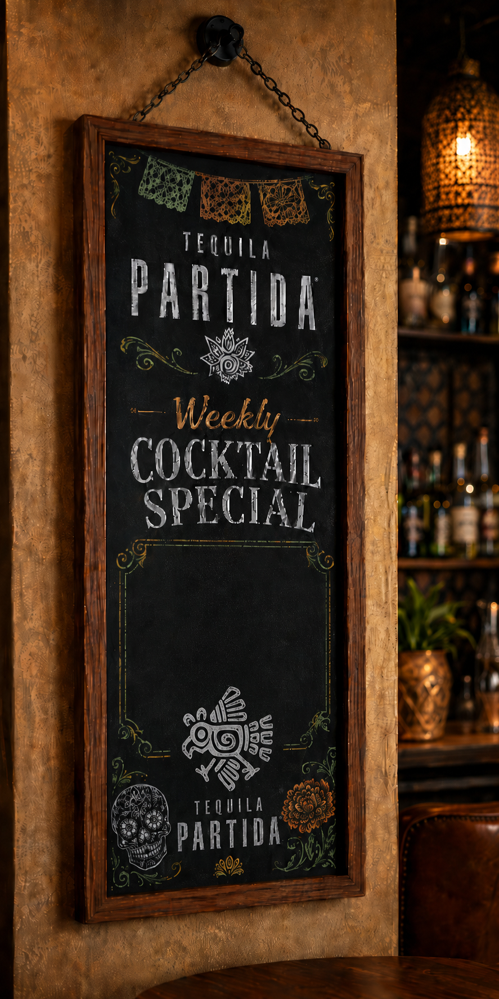 TEQUILA
PARTIDA®
Weekly
COCKTAIL
SPECIAL
TEQUILA
PARTIDA